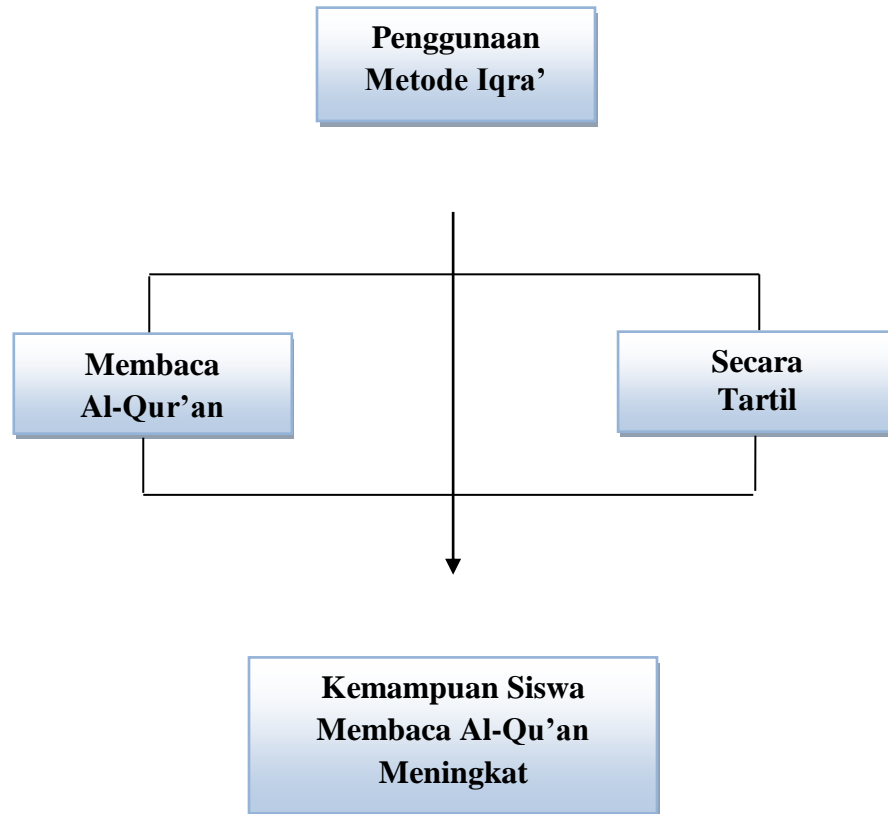 Penggunaan
Metode Iqra’
Membaca
Al-Qur’an
Secara
Tartil
Kemampuan Siswa
Membaca Al-Qu’an
Meningkat